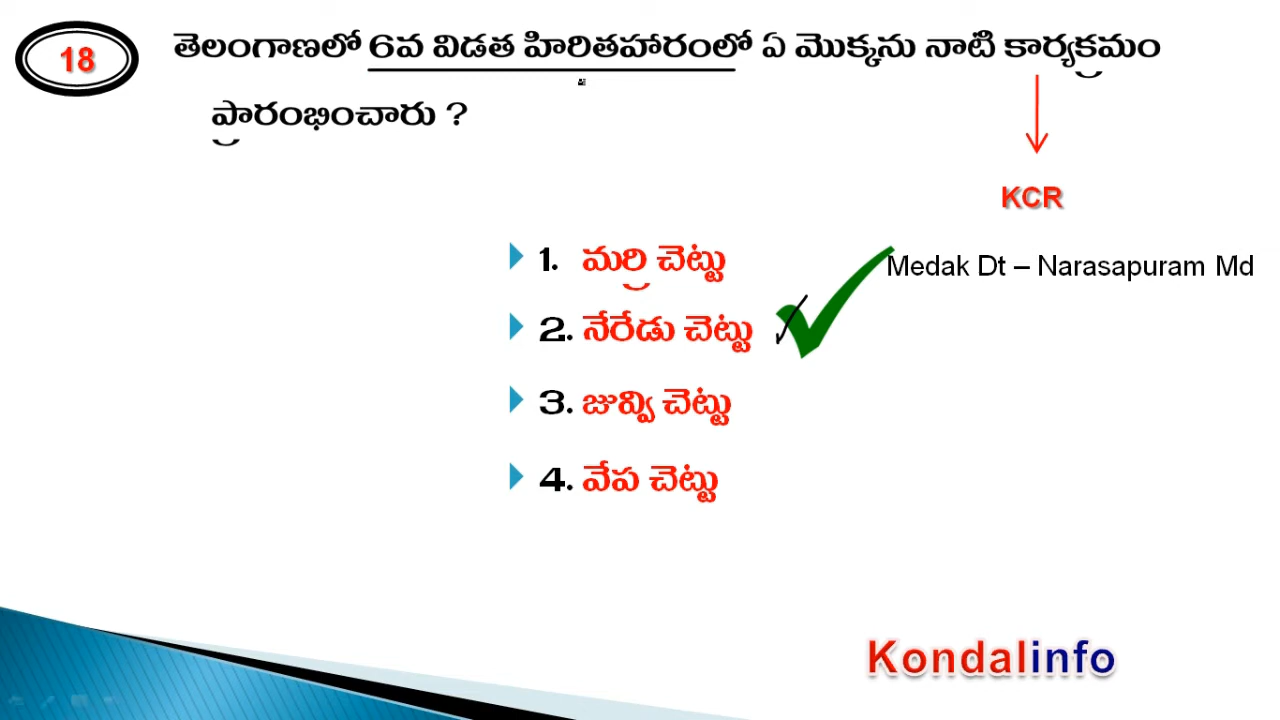 18
తెలంగాణలో 6వ విడత హరితహారంలో ఏ మొక్కను నాటి కార్యక్రమం
ప్రారంభించారు ?
KCR
1. మర్రి చెట్టు
Medak Dt – Narasapuram Md
2. నేరేడు చెట్టు
3. జువ్వి చెట్టు
4. వేప చెట్టు
Kondalinfo